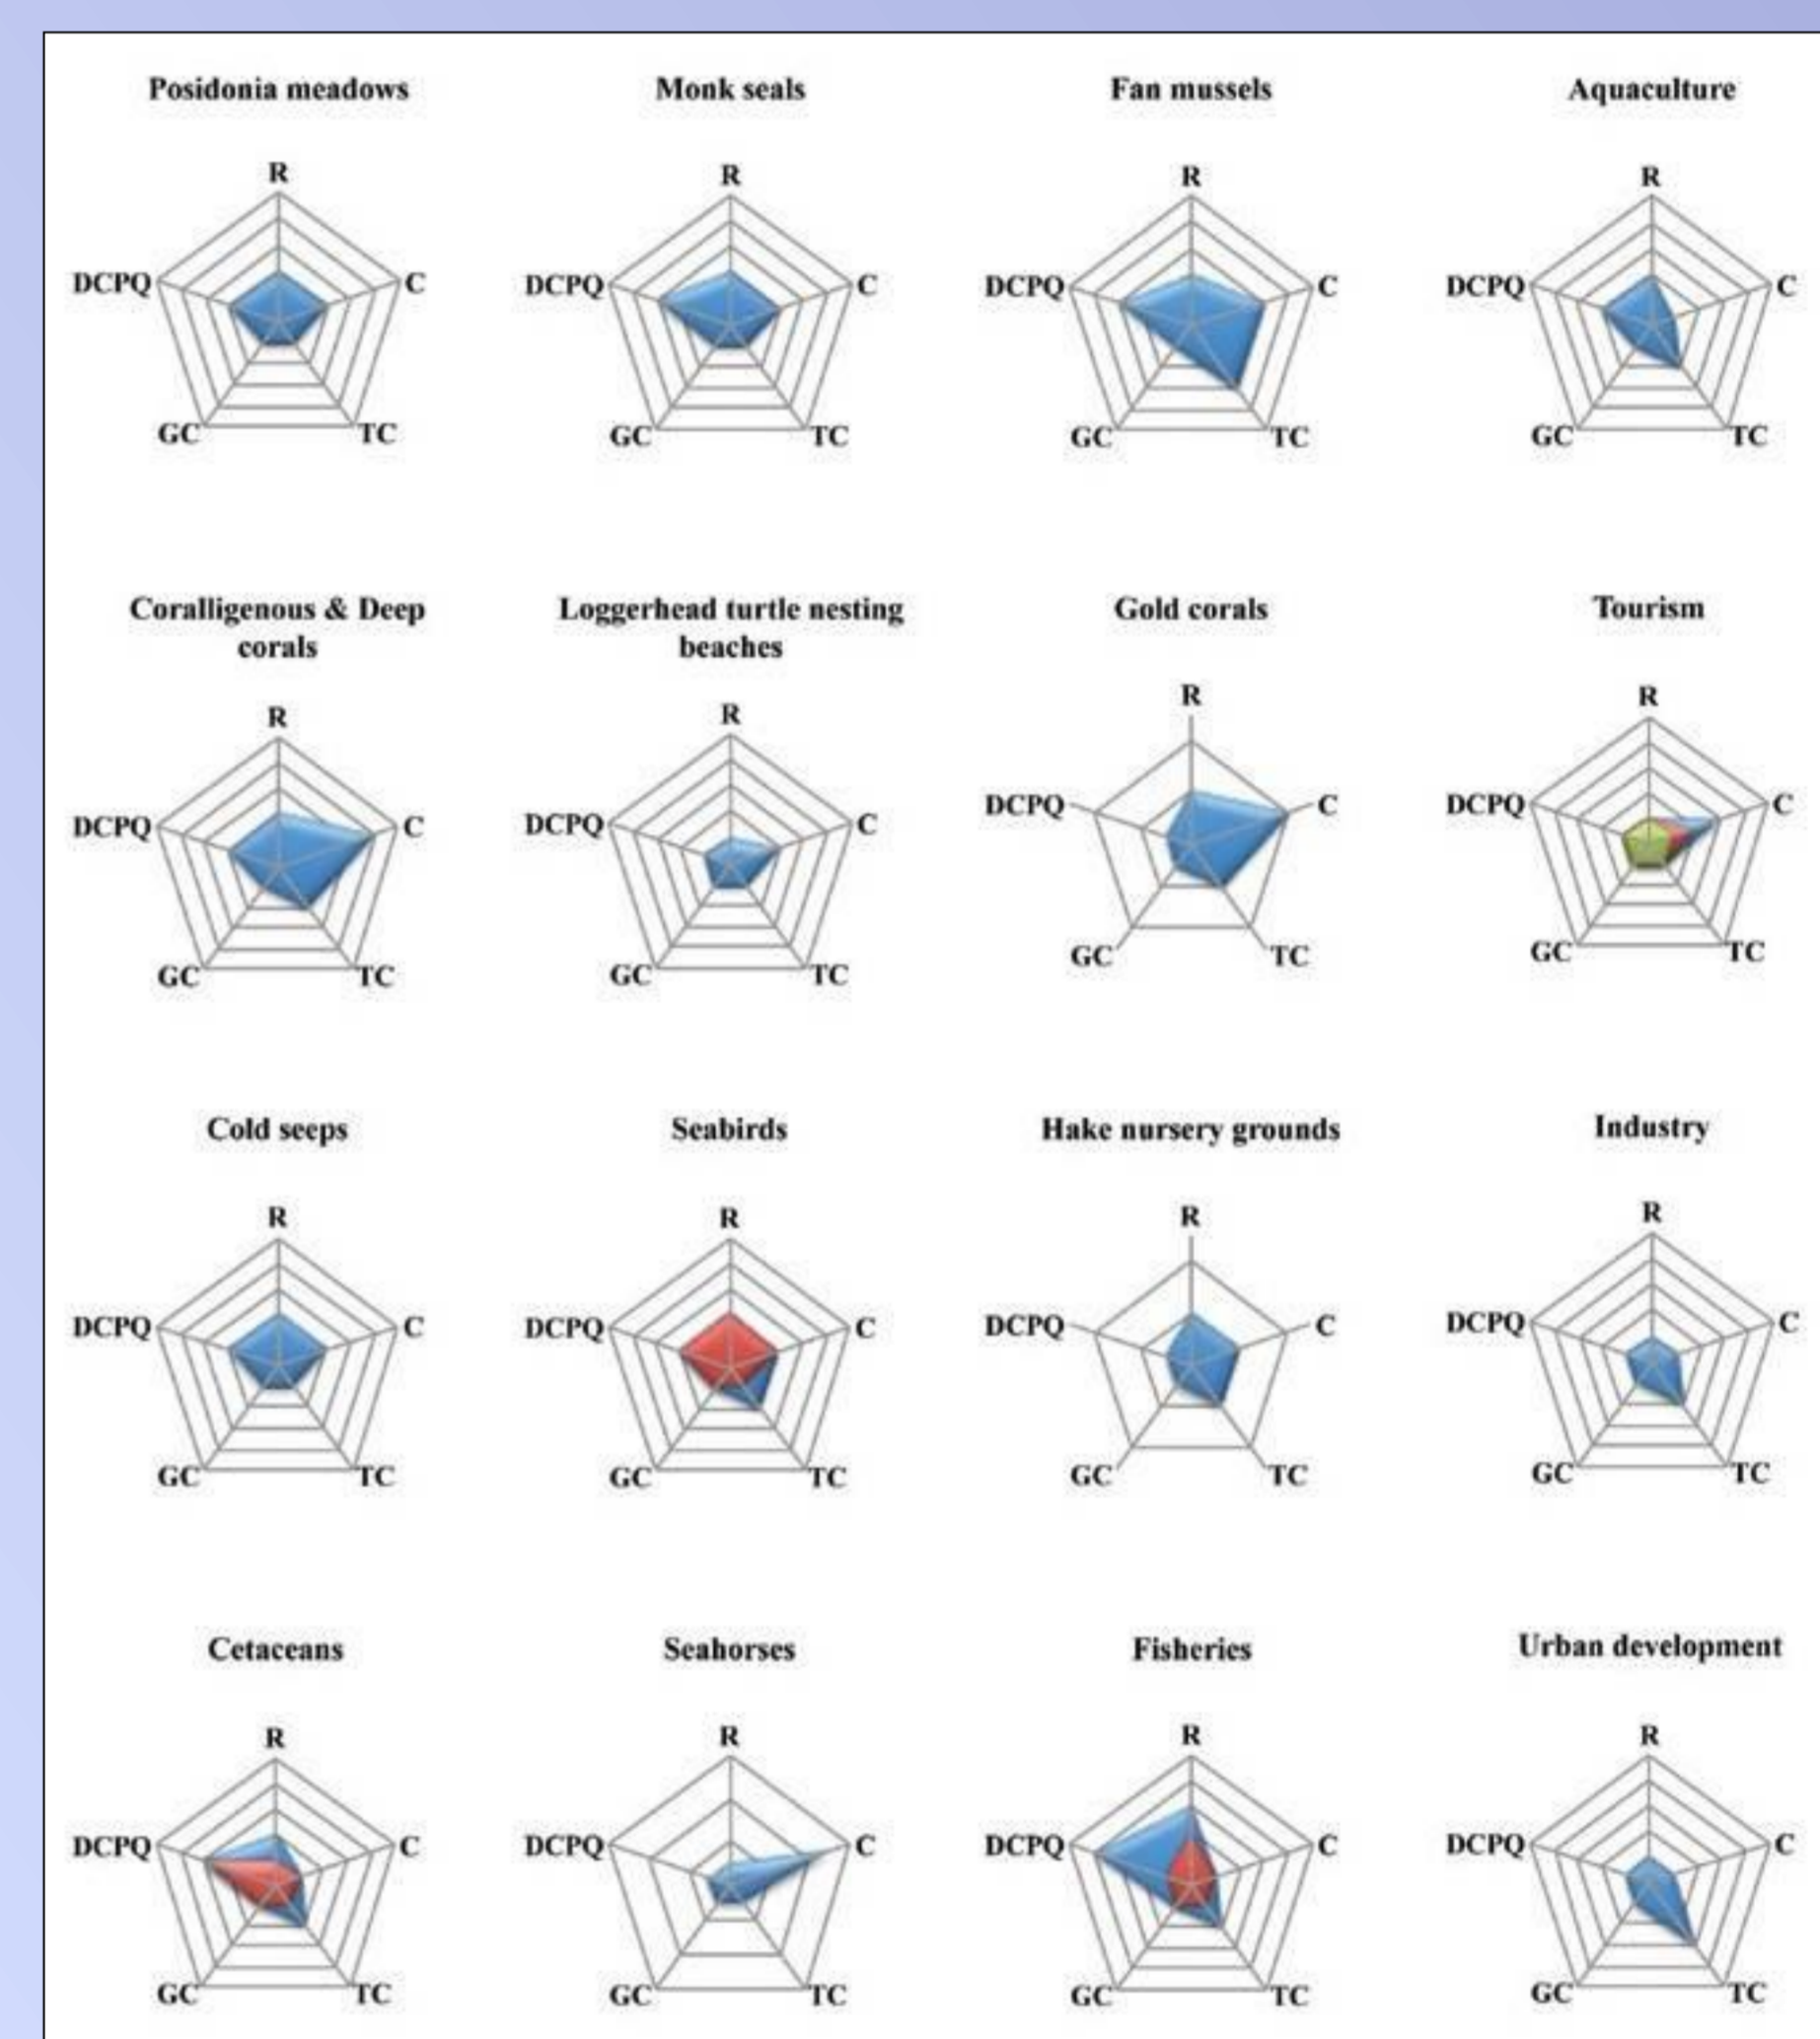 Posidonia meadows
R
DCPQ
C
GC
TC
Monk seals
R
DCPQ
C
GC
TC
Fan mussels
R
DCPQ
C
GC
TC
Aquaculture
R
DCPQ
C
GC
TC
Coralligenous & Deep
corals
R
DCPQ
C
GC
TC
Loggerhead turtle nesting
beaches
R
DCPQ
C
GC
TC
Gold corals
R
DCPQ
C
GC
TC
Tourism
R
DCPQ
C
GC
TC
Cold seeps
R
DCPQ
C
GC
TC
Seabirds
R
DCPQ
C
GC
TC
Hake nursery grounds
R
DCPQ
C
GC
TC
Industry
R
DCPQ
C
GC
TC
Cetaceans
R
DCPQ
C
GC
TC
Seahorses
R
DCPQ
C
GC
TC
Fisheries
R
DCPQ
C
GC
TC
Urban development
R
DCPQ
C
GC
TC